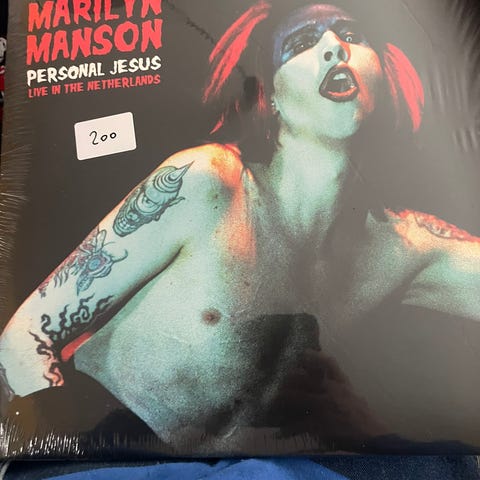 MARILYN
MANSON
PERSONAL JESUS
LIVE IN THE NETHERLANDS
200